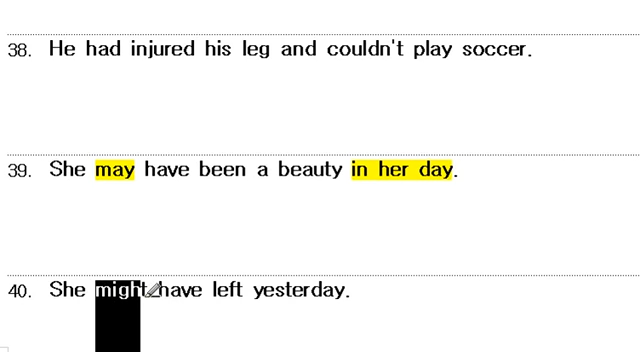 38. He had injured his leg and couldn't play soccer.
39. She may have been a beauty in her day.
40. She might have left yesterday.